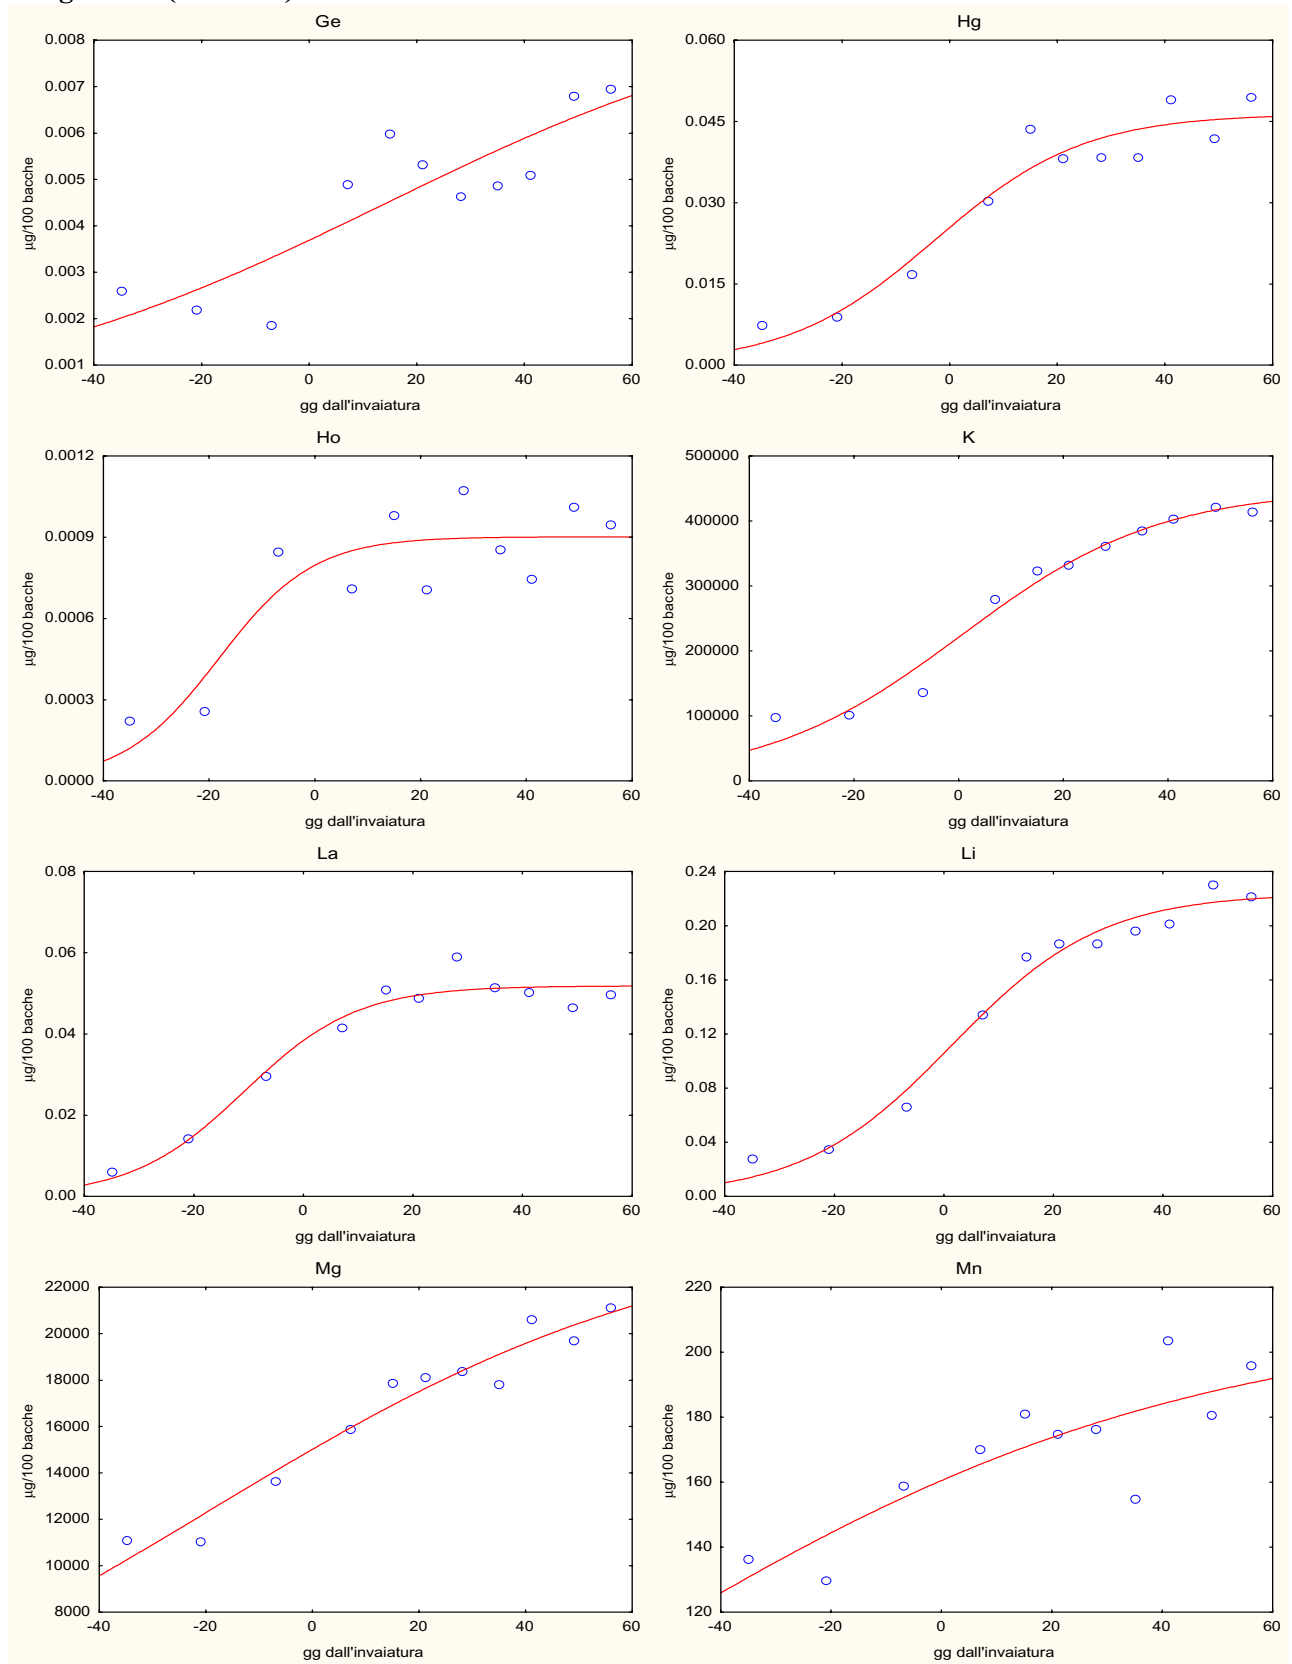 Ge
0.008
0.007
0.006
0.005
0.004
0.003
0.002
0.001
µg/100 bacche
-40 -20 0 20 40 60
gg dall'invaiatura
Hg
0.060
0.045
0.030
0.015
0.000
µg/100 bacche
-40 -20 0 20 40 60
gg dall'invaiatura
Ho
0.0012
0.0009
0.0006
0.0003
0.0000
µg/100 bacche
-40 -20 0 20 40 60
gg dall'invaiatura
K
500000
400000
300000
200000
100000
0
µg/100 bacche
-40 -20 0 20 40 60
gg dall'invaiatura
La
0.08
0.06
0.04
0.02
0.00
µg/100 bacche
-40 -20 0 20 40 60
gg dall'invaiatura
Li
0.24
0.20
0.16
0.12
0.08
0.04
0.00
µg/100 bacche
-40 -20 0 20 40 60
gg dall'invaiatura
Mg
22000
20000
18000
16000
14000
12000
10000
8000
µg/100 bacche
-40 -20 0 20 40 60
gg dall'invaiatura
Mn
220
200
180
160
140
120
µg/100 bacche
-40 -20 0 20 40 60
gg dall'invaiatura